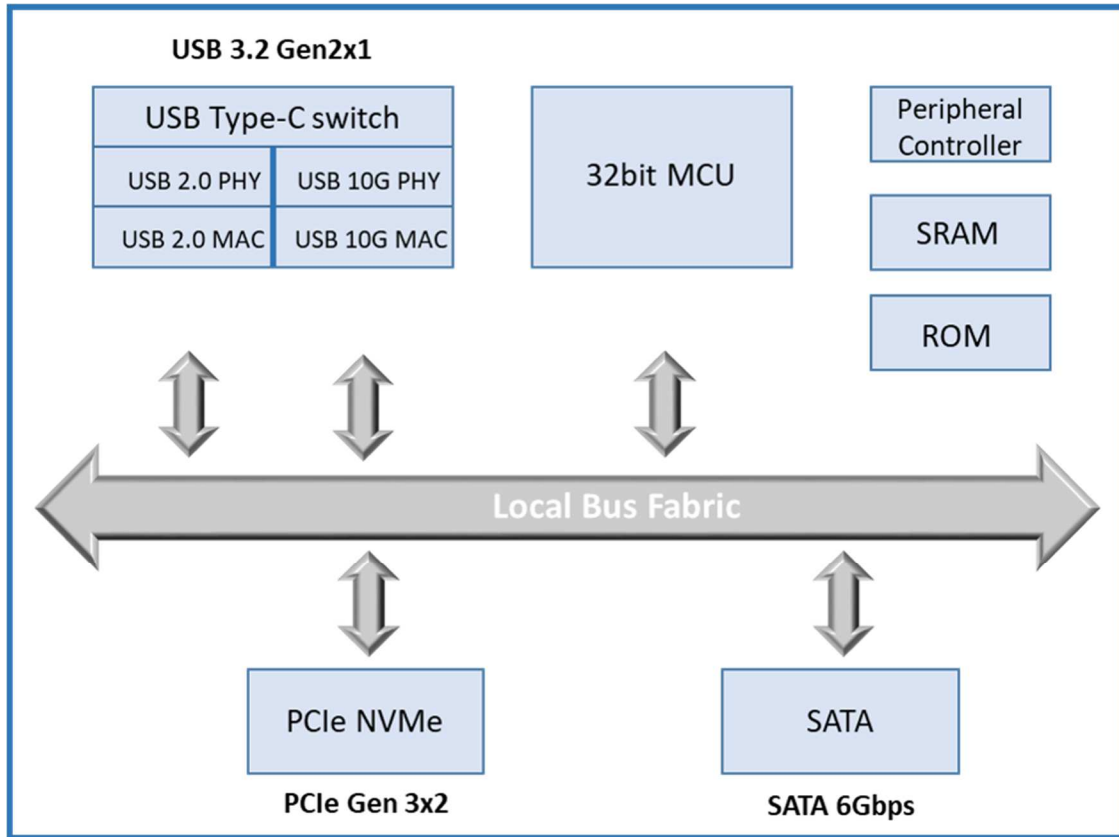 USB 3.2 Gen2x1
USB Type-C switch
USB 2.0 PHY
USB 10G PHY
USB 2.0 MAC
USB 10G MAC
32bit MCU
Peripheral
Controller
SRAM
ROM
Local Bus Fabric
PCIe NVMe
PCIe Gen 3x2
SATA
SATA 6Gbps